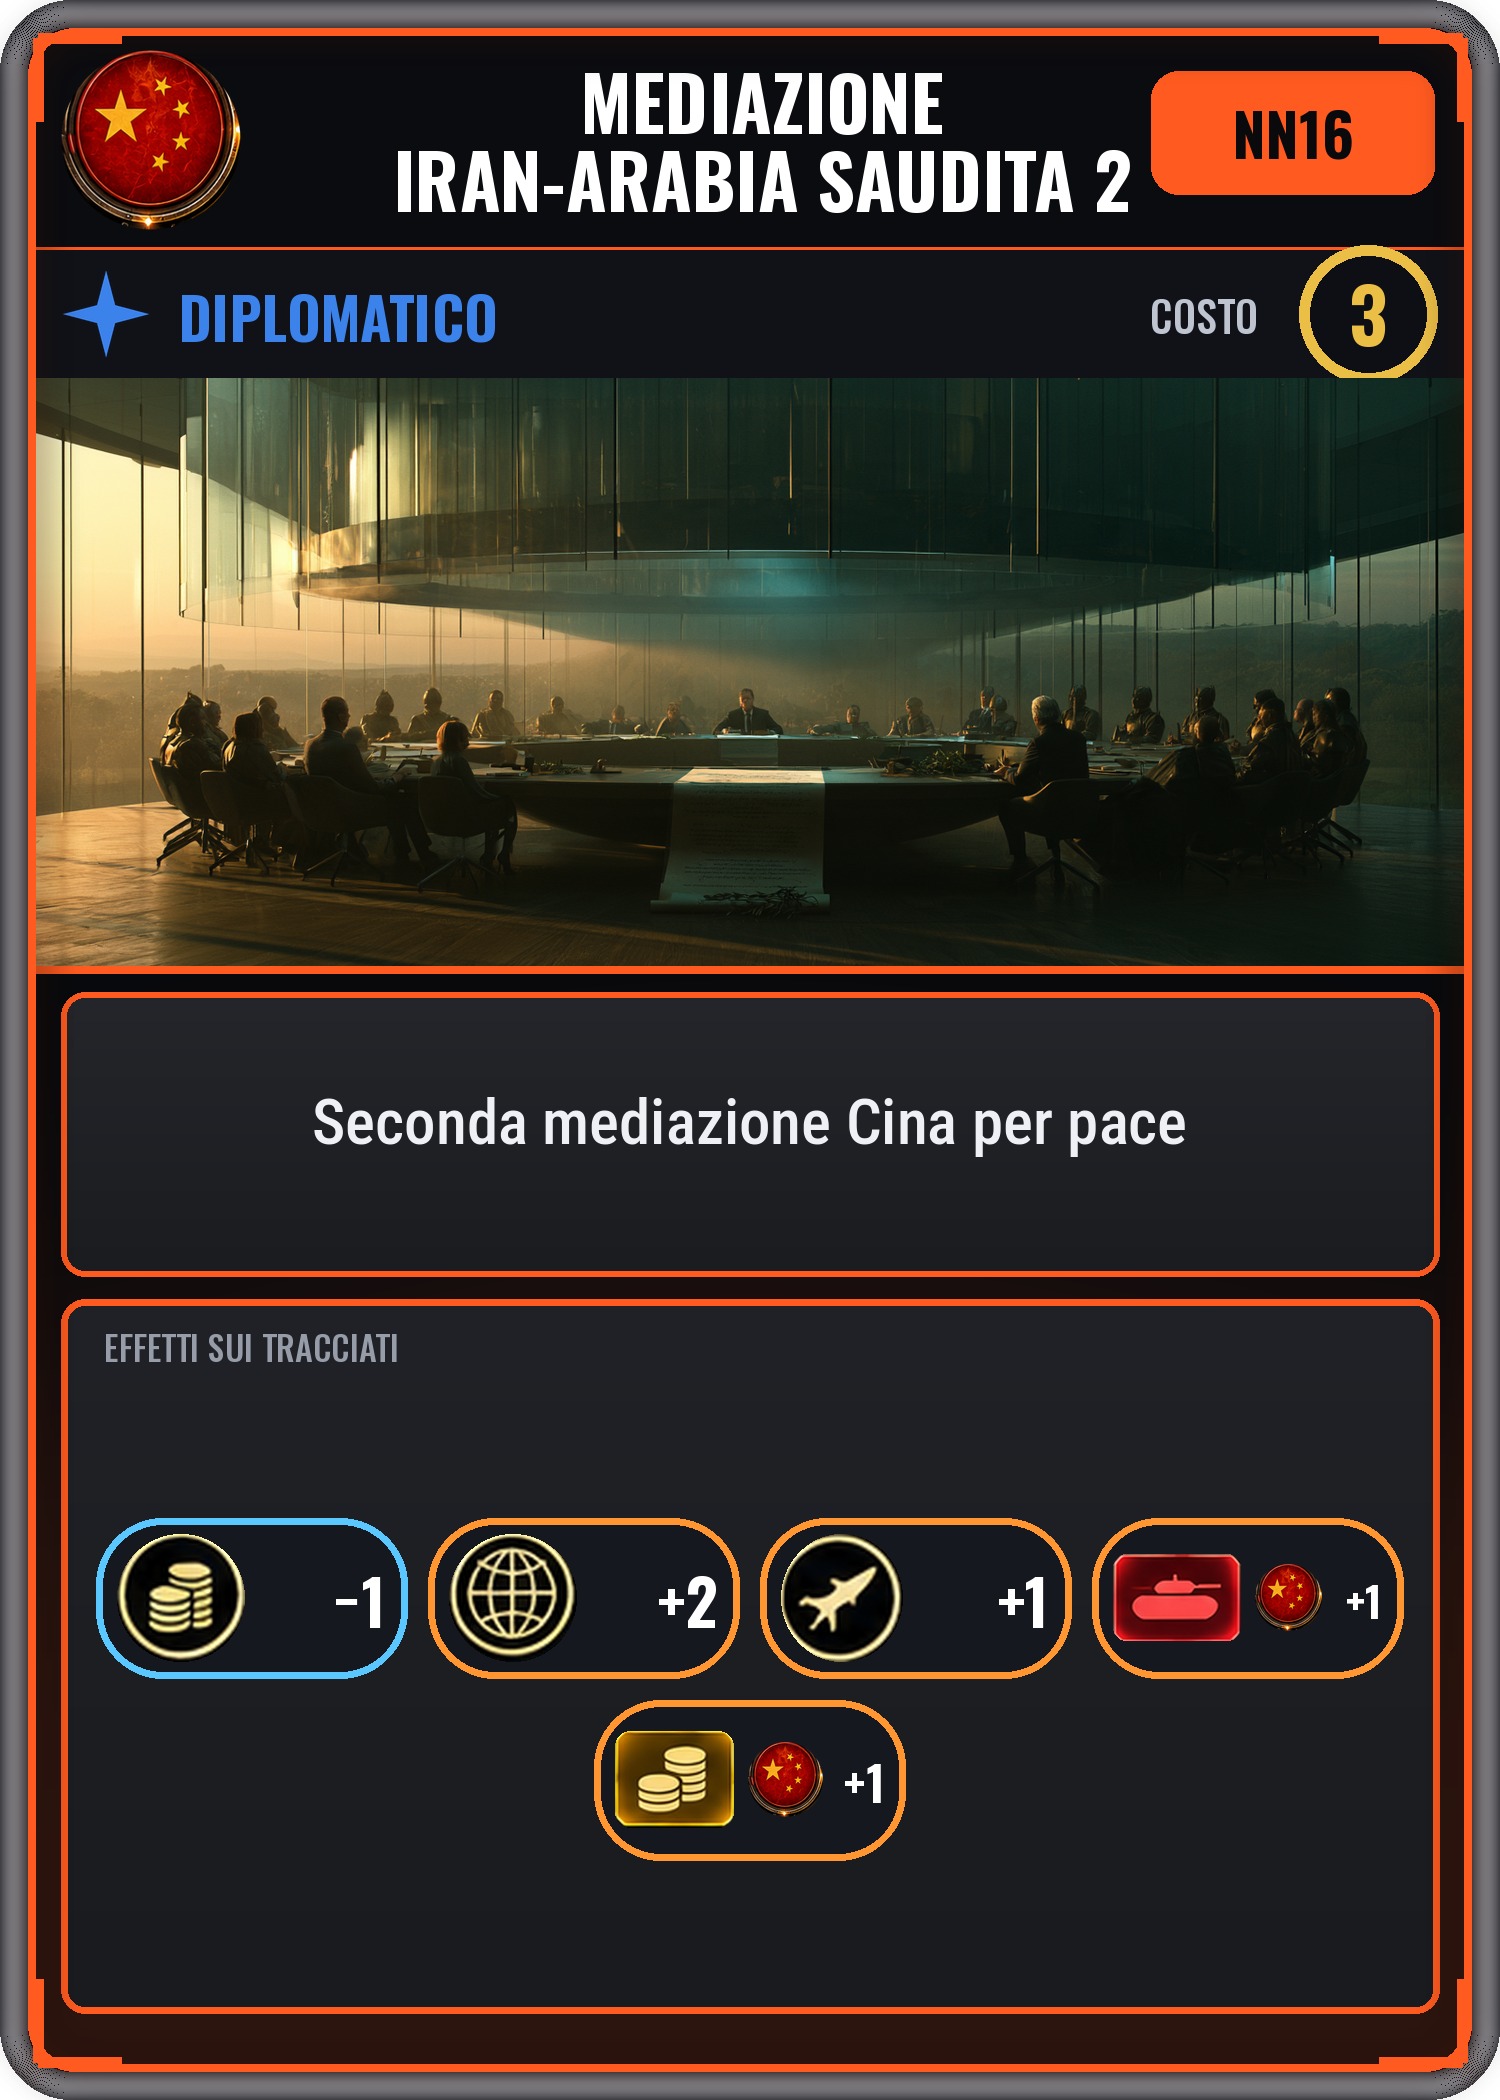 MEDIAZIONE
IRAN-ARABIA SAUDITA 2
NN16
DIPLOMATICO
COSTO
3
Seconda mediazione Cina per pace
EFFETTI SUI TRACCIATI
-1
+2
+1
+1
+1